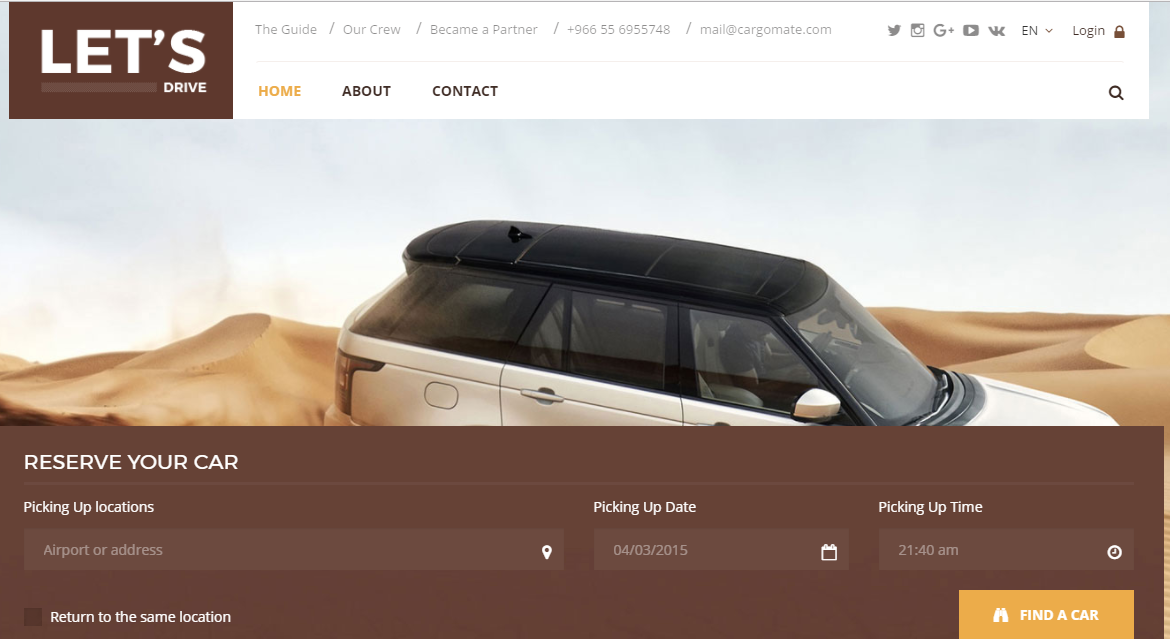 LET'S
DRIVE
The Guide / Our Crew / Became a Partner / +966 55 6955748 / mail@cargomate.com
EN Login
HOME ABOUT CONTACT
RESERVE YOUR CAR
Picking Up locations Picking Up Date Picking Up Time
Airport or address 04/03/2015 21:40 am
Return to the same location
FIND A CAR